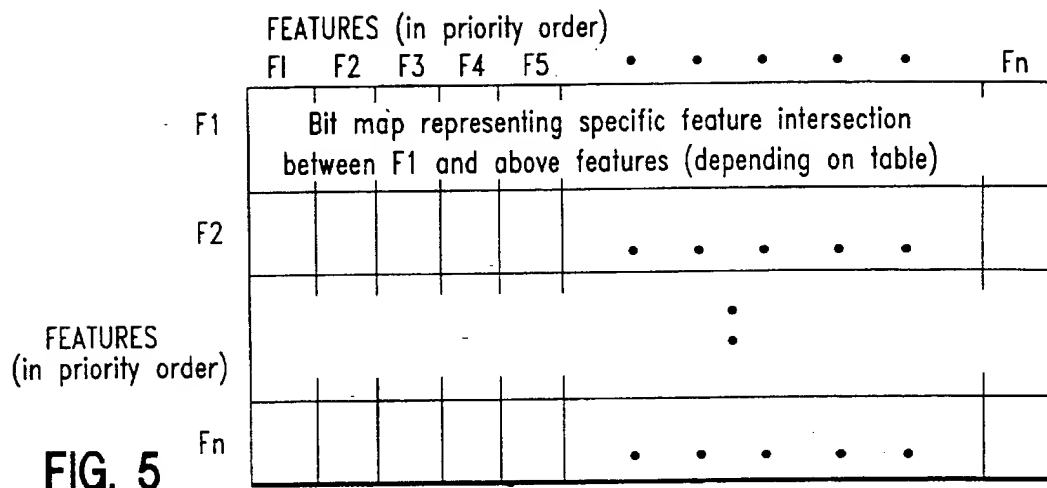 FEATURES (in priority order)
F1 F2 F3 F4 F5 • • • • • Fn
F1 Bit map representing specific feature intersection
between F1 and above features (depending on table)
F2 • • • • •
•
•
FEATURES
(in priority order)
Fn • • • • •
FIG. 5